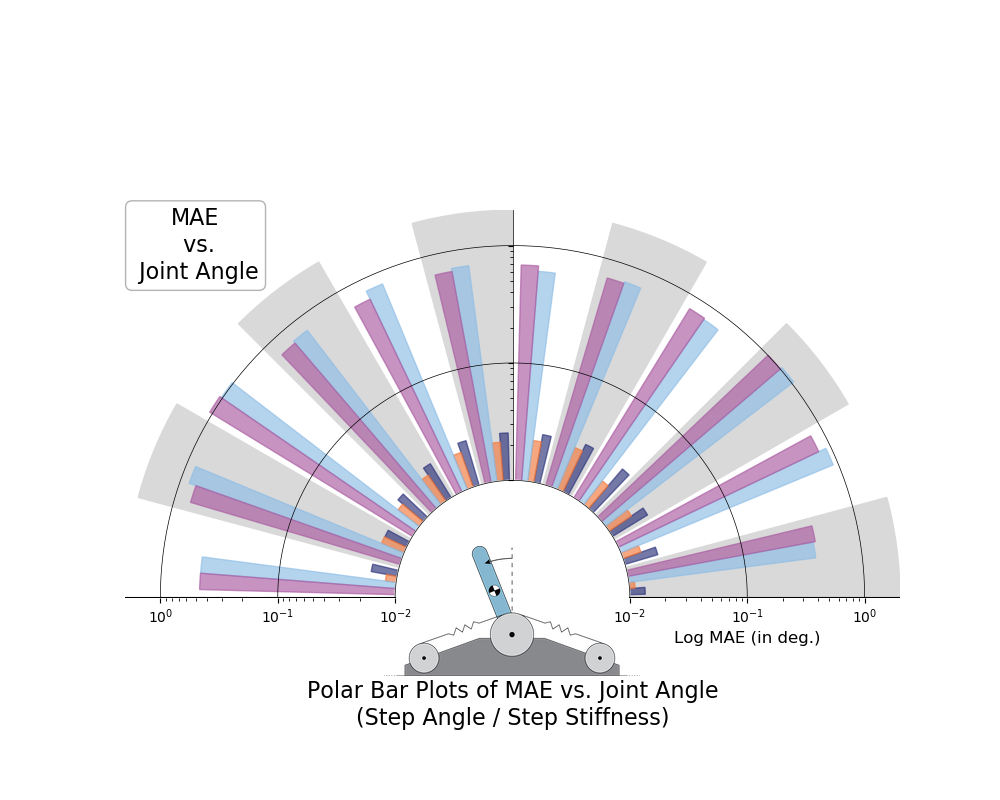 MAE
vs.
Joint Angle
10⁰ 10⁻¹ 10⁻² 10⁻² 10⁻¹ 10⁰
Log MAE (in deg.)
Polar Bar Plots of MAE vs. Joint Angle
(Step Angle / Step Stiffness)